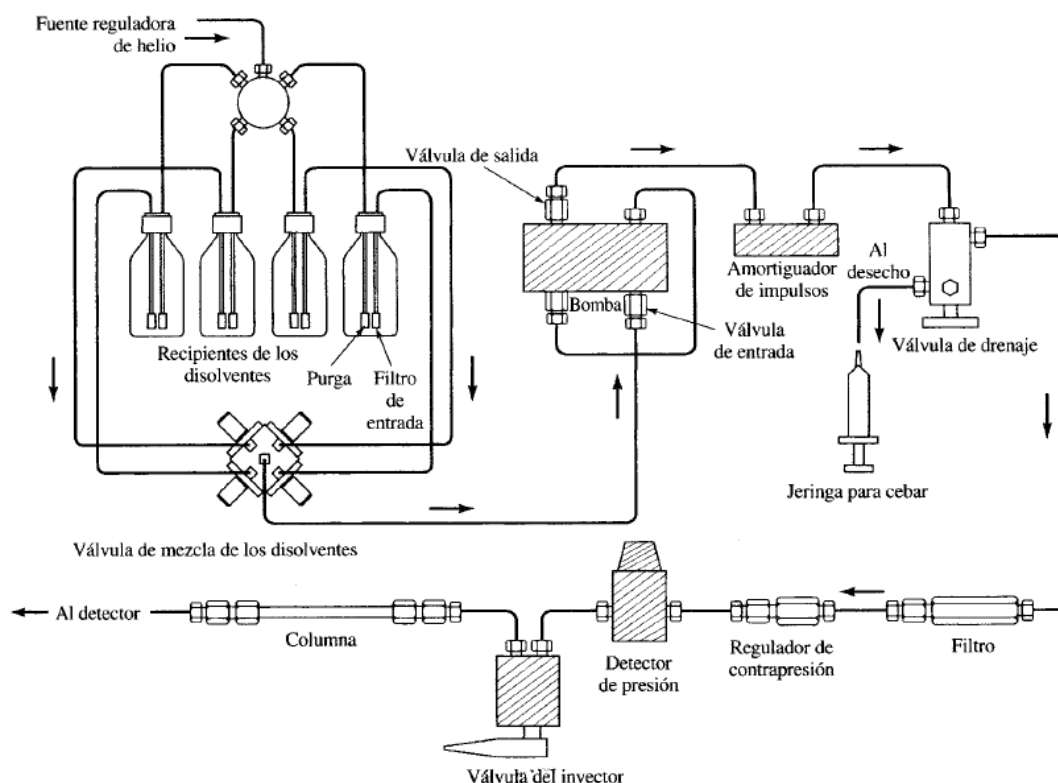 Fuente reguladora
de helio
Válvula de salida
Al
desecho
Amortiguador
de impulsos
Bomba
Válvula
de entrada
Válvula de drenaje
Recipientes de los
disolventes
Purga
Filtro
de
entrada
Jeringa para cebar
Válvula de mezcla de los disolventes
Al detector
Columna
Detector
de presión
Regulador de
contrapresión
Filtro
Válvula del inyector